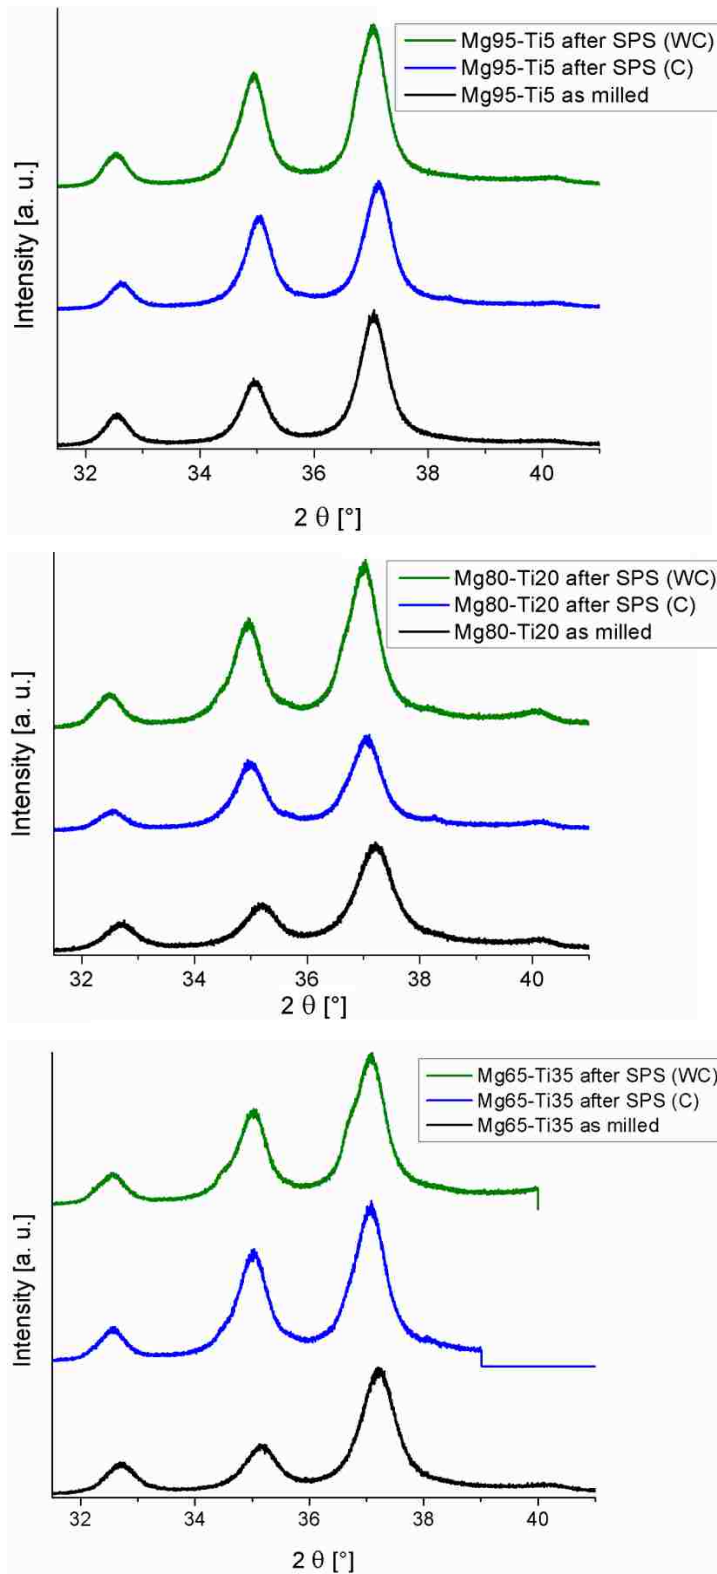 Mg95-Ti5 after SPS (WC)
Mg95-Ti5 after SPS (C)
Mg95-Ti5 as milled
Intensity [a. u.]
32 34 36 38 40
2 θ [°]
Mg80-Ti20 after SPS (WC)
Mg80-Ti20 after SPS (C)
Mg80-Ti20 as milled
Intensity [a. u.]
32 34 36 38 40
2 θ [°]
Mg65-Ti35 after SPS (WC)
Mg65-Ti35 after SPS (C)
Mg65-Ti35 as milled
Intensity [a. u.]
32 34 36 38 40
2 θ [°]